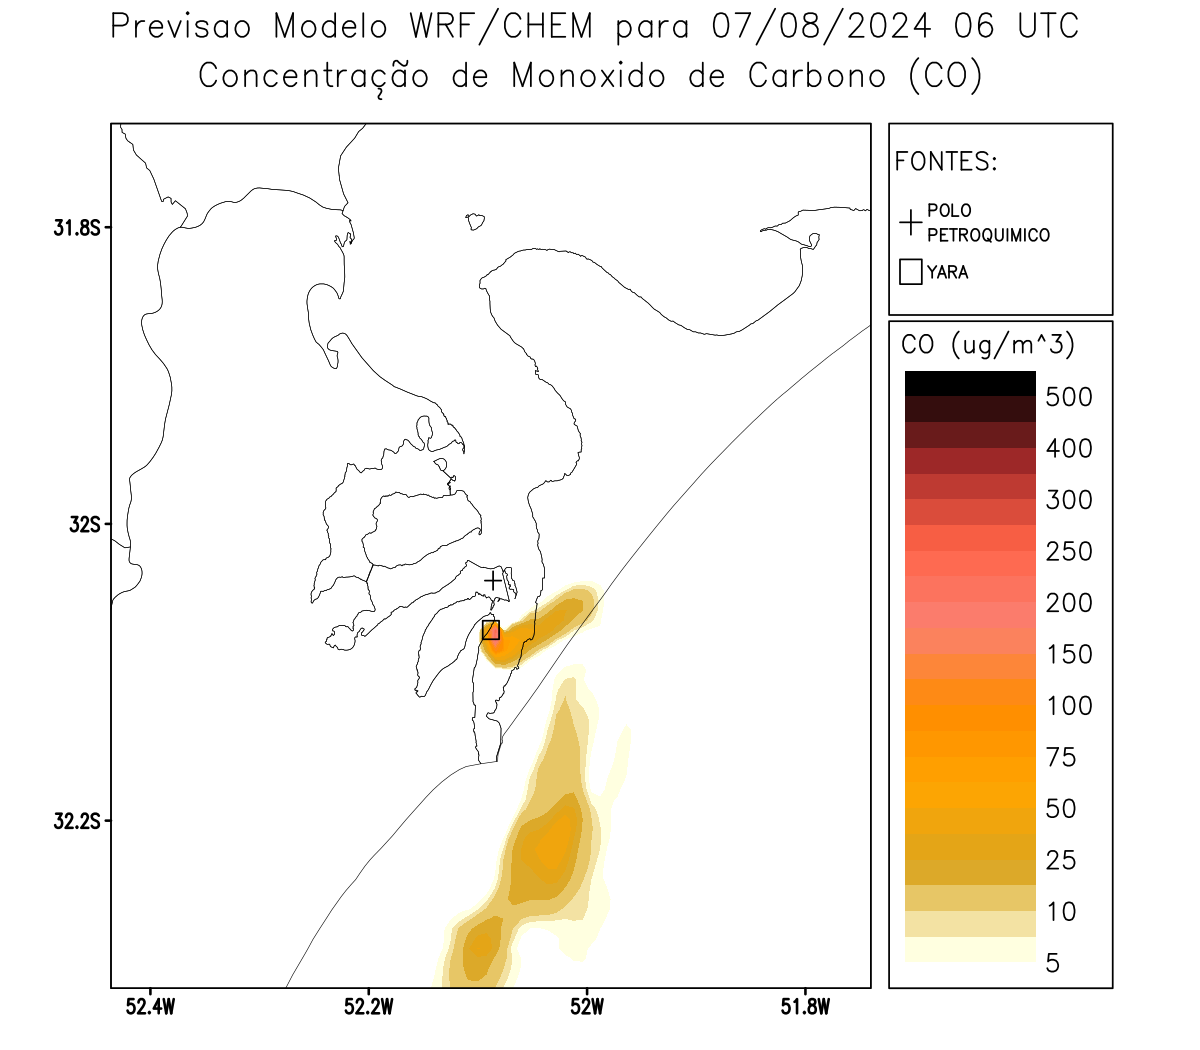 Previsao Modelo WRF/CHEM para 07/08/2024 06 UTC
Concentração de Monoxido de Carbono (CO)
FONTES:
POLO
PETROQUIMICO
YARA
CO (ug/m^3)
500
400
300
250
200
150
100
75
50
25
10
5
31.8S
32S
32.2S
52.4W
52.2W
52W
51.8W